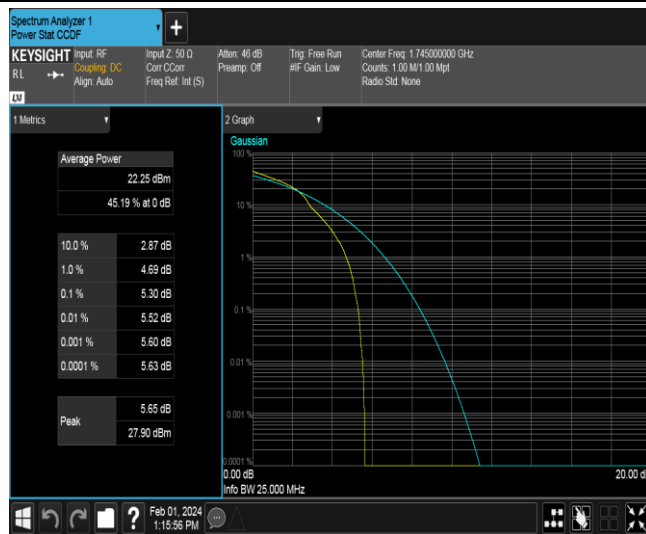 Spectrum Analyzer 1
Power Stat CCDF
+
KEYSIGHT
RL
LXI
Input: RF
Coupling: DC
Align: Auto
Input Z: 50 Ω
Corr CCorr
Freq Ref: Int (S)
Atten: 46 dB
Preamp: Off
Trig: Free Run
#IF Gain: Low
Center Freq: 1.745000000 GHz
Counts: 1.00 M/1.00 Mpt
Radio Std: None
1 Metrics
Average Power
22.25 dBm
45.19 % at 0 dB
10.0 % 2.87 dB
1.0 % 4.69 dB
0.1 % 5.30 dB
0.01 % 5.52 dB
0.001 % 5.60 dB
0.0001 % 5.63 dB
Peak
5.65 dB
27.90 dBm
2 Graph
Gaussian
100 %
10 %
1 %
0.1 %
0.01 %
0.001 %
0.0001 %
0.00 dB
20.00 d
Info BW 25.000 MHz
?
Feb 01, 2024
1:15:56 PM